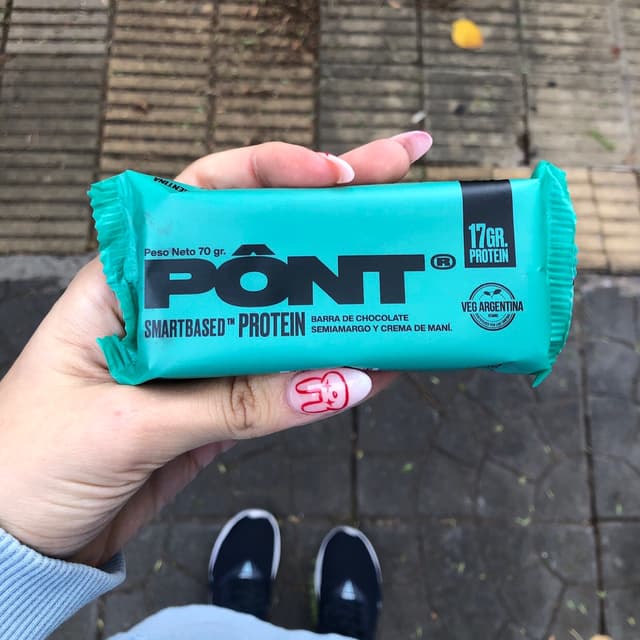 Peso Neto 70 gr.
PÔNT®
SMARTBASED™ PROTEIN
BARRA DE CHOCOLATE
SEMIAMARGO Y CREMA DE MANÍ.
17GR.
PROTEIN
VEG ARGENTINA